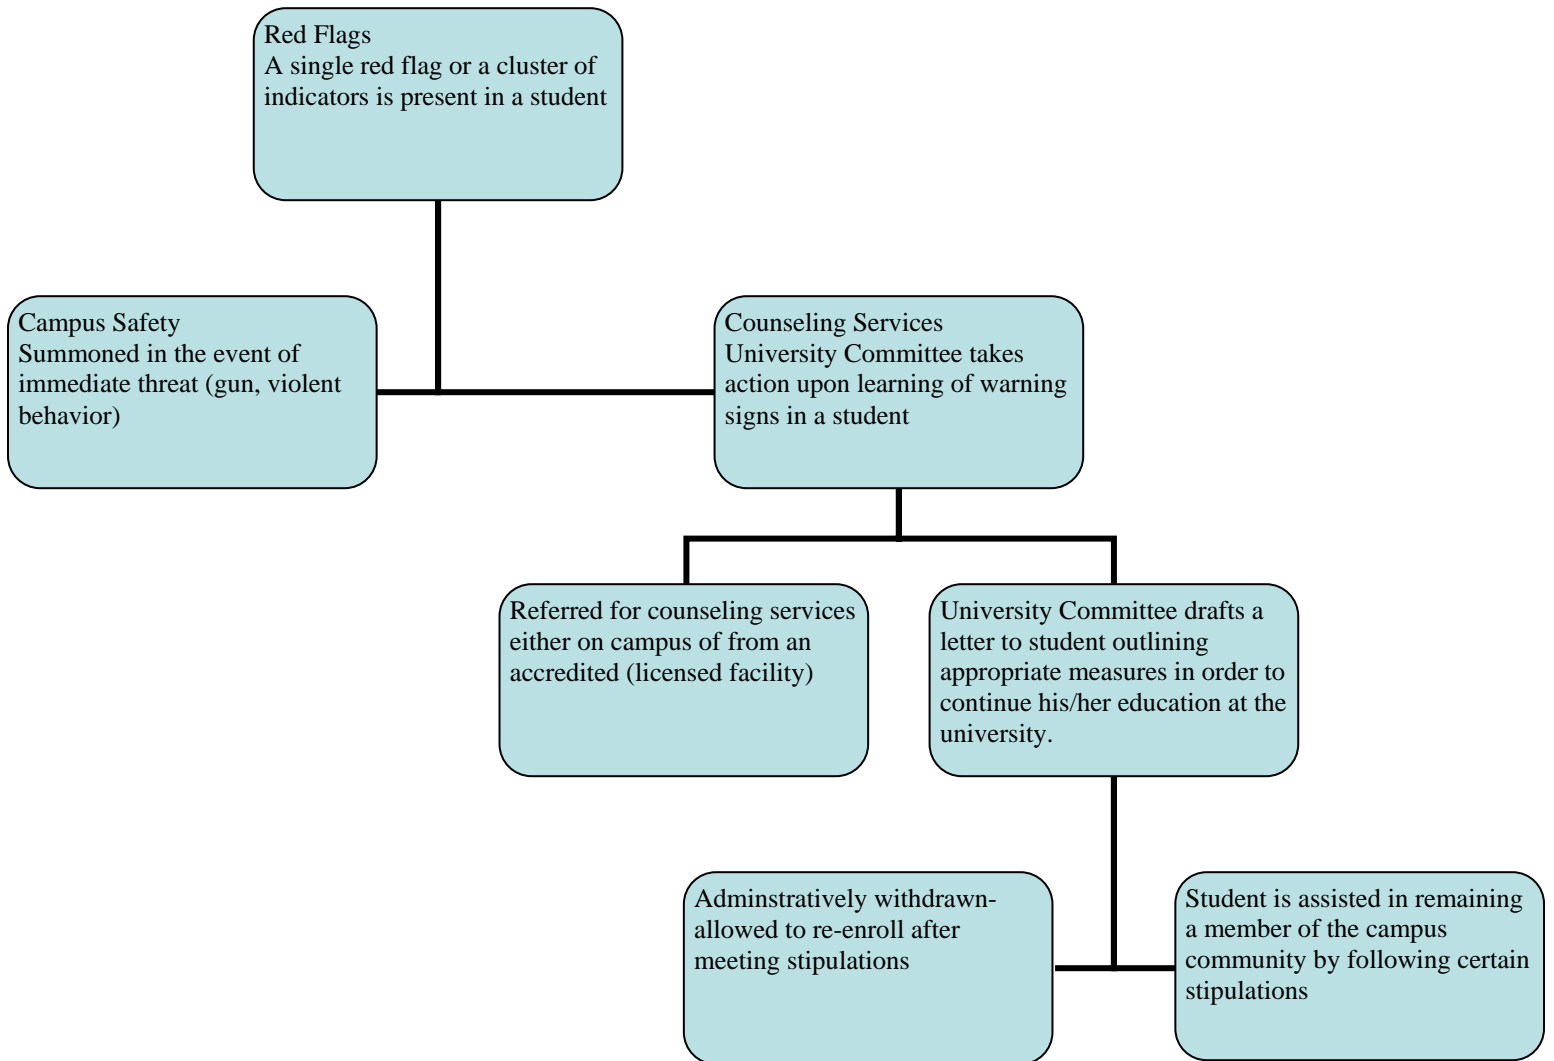 Red Flags
A single red flag or a cluster of
indicators is present in a student
Campus Safety
Summoned in the event of
immediate threat (gun, violent
behavior)
Counseling Services
University Committee takes
action upon learning of warning
signs in a student
Referred for counseling services
either on campus of from an
accredited (licensed facility)
University Committee drafts a
letter to student outlining
appropriate measures in order to
continue his/her education at the
university.
Adminstratively withdrawn-
allowed to re-enroll after
meeting stipulations
Student is assisted in remaining
a member of the campus
community by following certain
stipulations